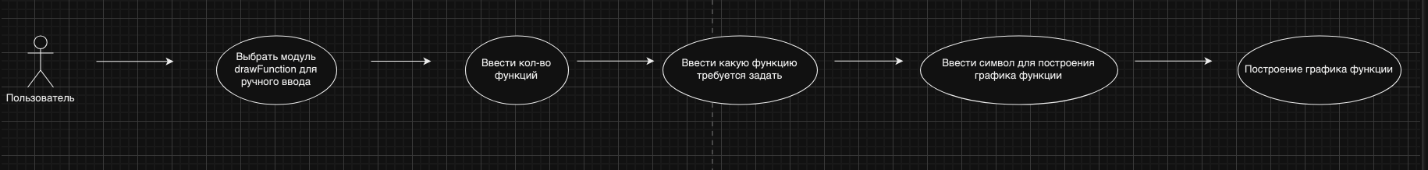 Пользователь
Выбрать модуль
drawFunction для
ручного ввода
Ввести кол-во
функций
Ввести какую функцию
требуется задать
Ввести символ для построения
графика функции
Построение графика функции